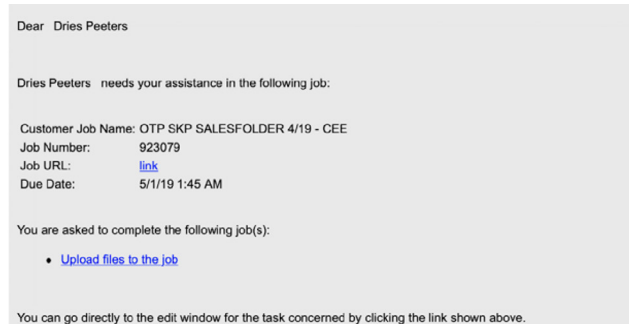 Dear Dries Peeters
Dries Peeters needs your assistance in the following job:
Customer Job Name: OTP SKP SALESFOLDER 4/19 - CEE
Job Number: 923079
Job URL: link
Due Date: 5/1/19 1:45 AM
You are asked to complete the following job(s):
• Upload files to the job
You can go directly to the edit window for the task concerned by clicking the link shown above.